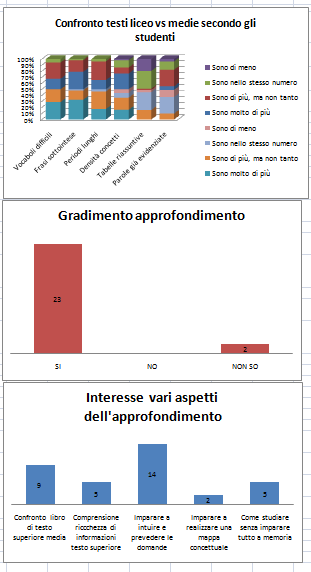 Confronto testi liceo vs medie secondo gli
studenti
100%
90%
80%
70%
60%
50%
40%
30%
20%
10%
0%
Vocaboli difficili
Frasi sottointese
Periodi lunghi
Densità concetti
Tabelle riassuntive
Parole già evidenziate
Sono di meno
Sono nello stesso numero
Sono di più, ma non tanto
Sono molto di più
Sono di meno
Sono nello stesso numero
Sono di più, ma non tanto
Sono molto di più
Gradimento approfondimento
23
2
SI
NO
NON SO
Interesse vari aspetti
dell'approfondimento
9
5
14
2
5
Confronto libro
di testo
superiore media
Comprensione
riccchezza di
informazioni
testo superiore
Imparare a
intuire e
prevedere le
domande
Imparare a
realizzare una
mappa
concettuale
Come studiare
senza imparare
tutto a memoria